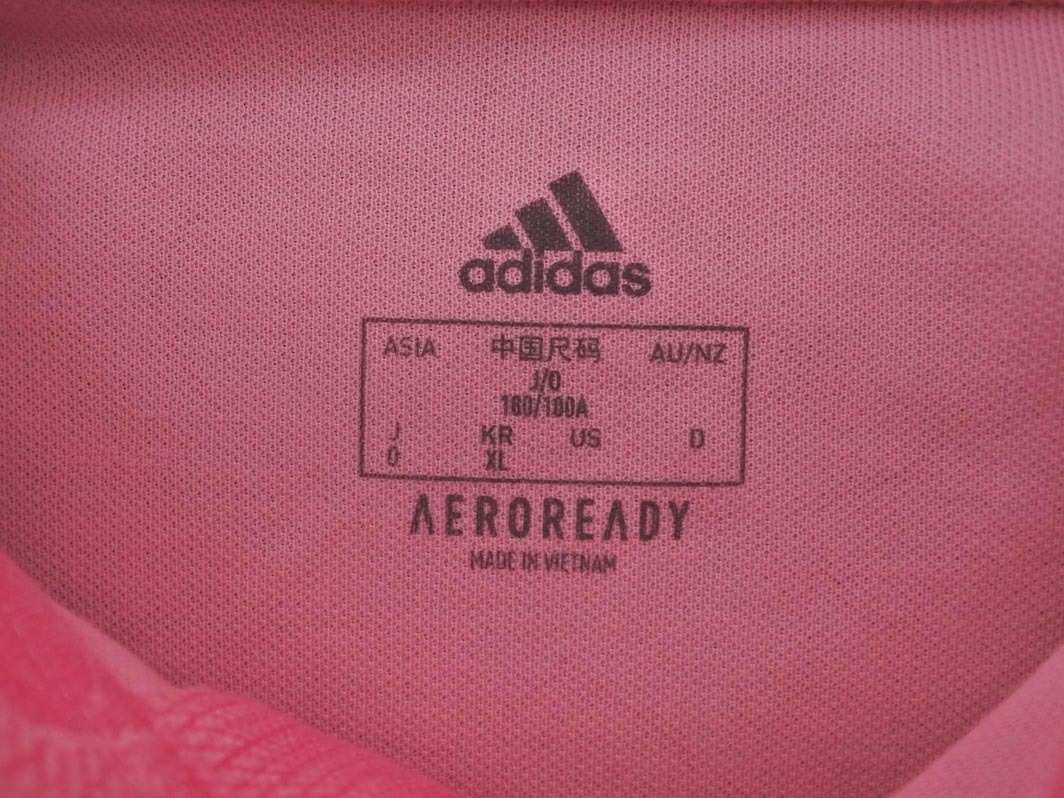 adidas
ASIA 中国尺码 AU/NZ
J/O
180/100A
J KR US D
O XL
AEROREADY
MADE IN VIETNAM